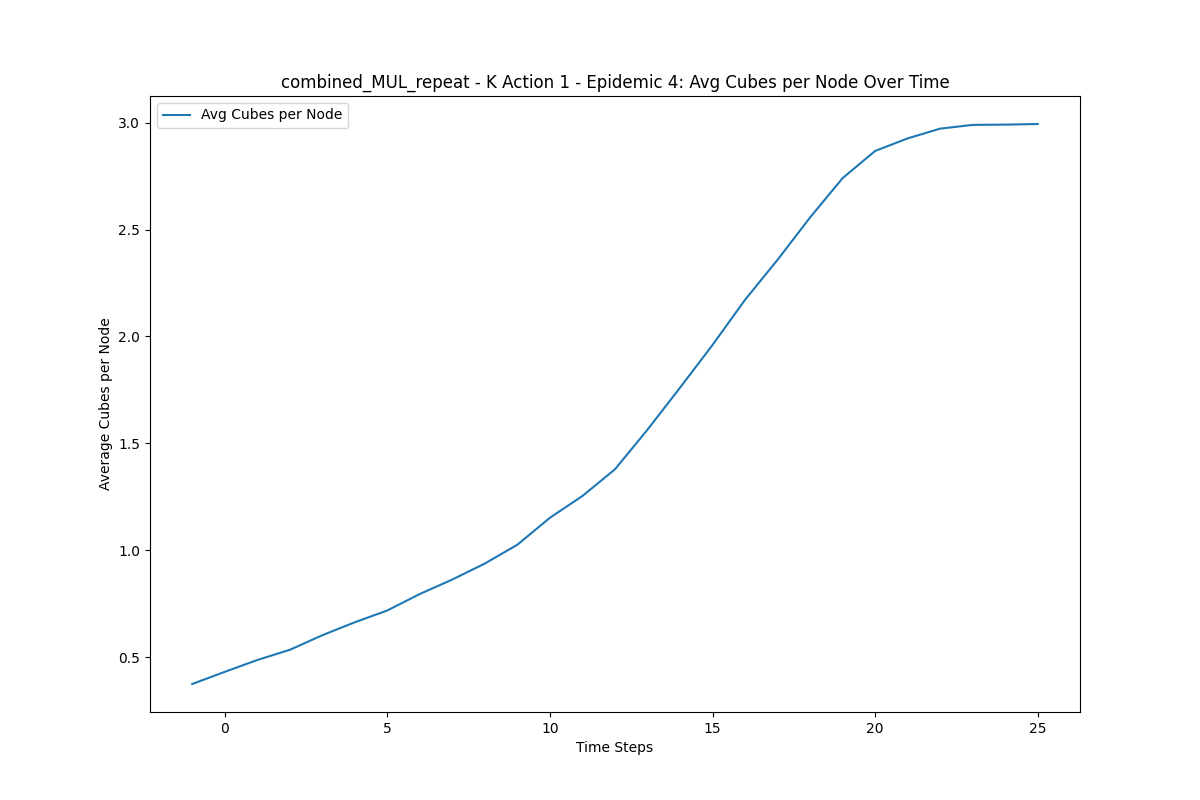 combined_MUL_repeat - K Action 1 - Epidemic 4: Avg Cubes per Node Over Time
Avg Cubes per Node
3.0
2.5
2.0
1.5
1.0
0.5
Average Cubes per Node
0 5 10 15 20 25
Time Steps